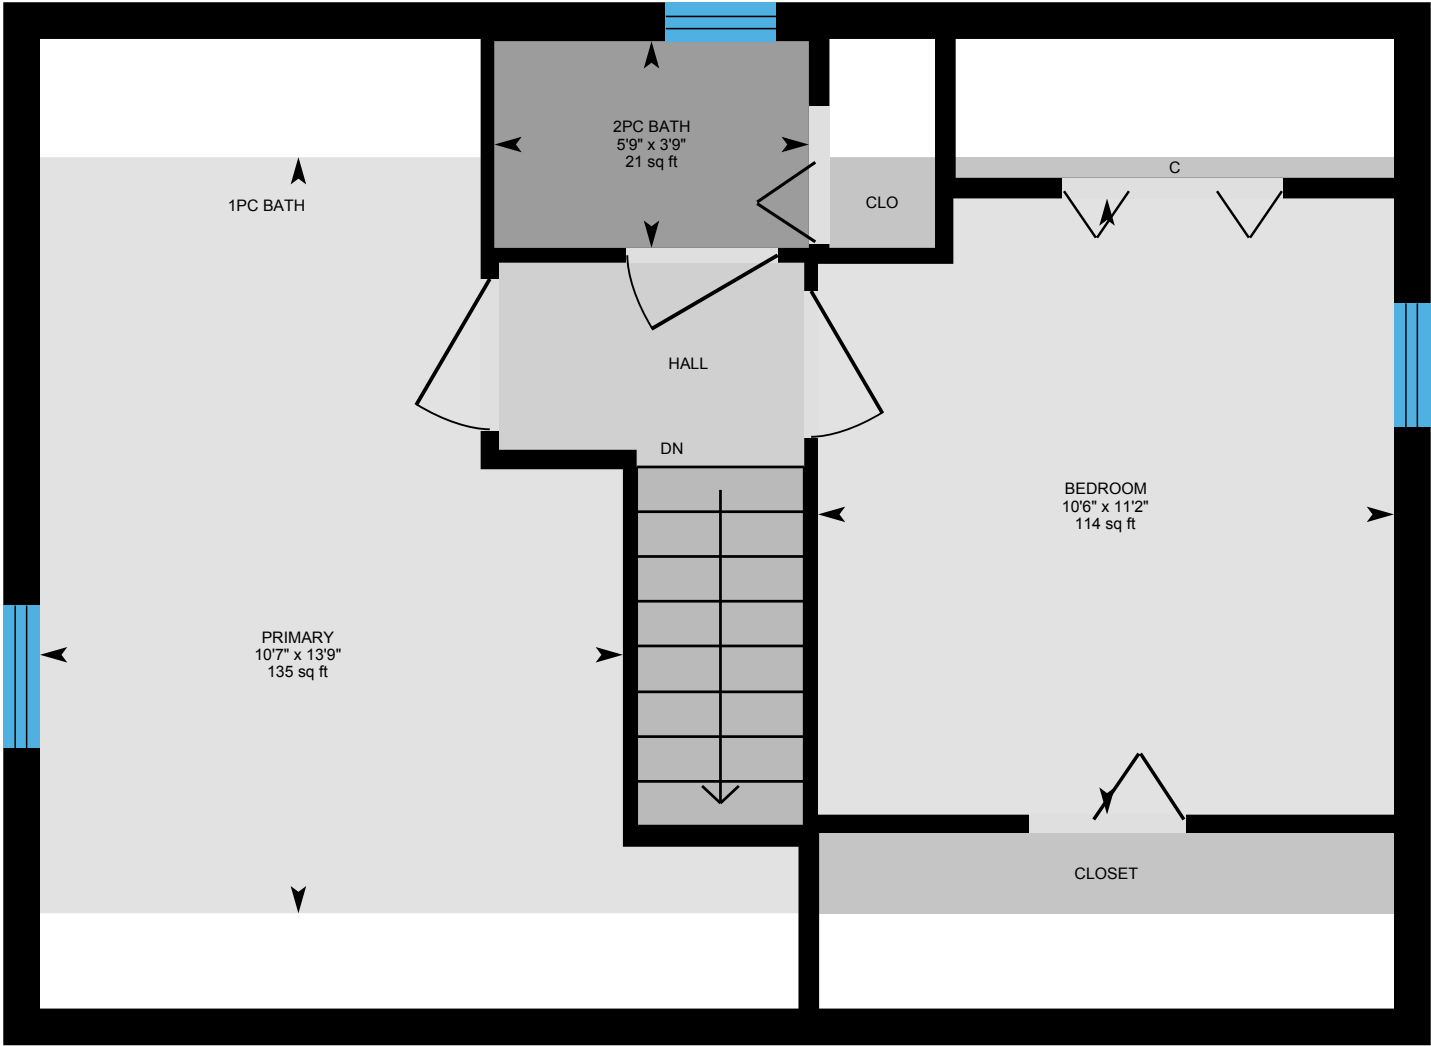 2PC BATH
5'9" x 3'9"
21 sq ft
C
1PC BATH
CLO
HALL
DN
BEDROOM
10'6" x 11'2"
114 sq ft
PRIMARY
10'7" x 13'9"
135 sq ft
CLOSET